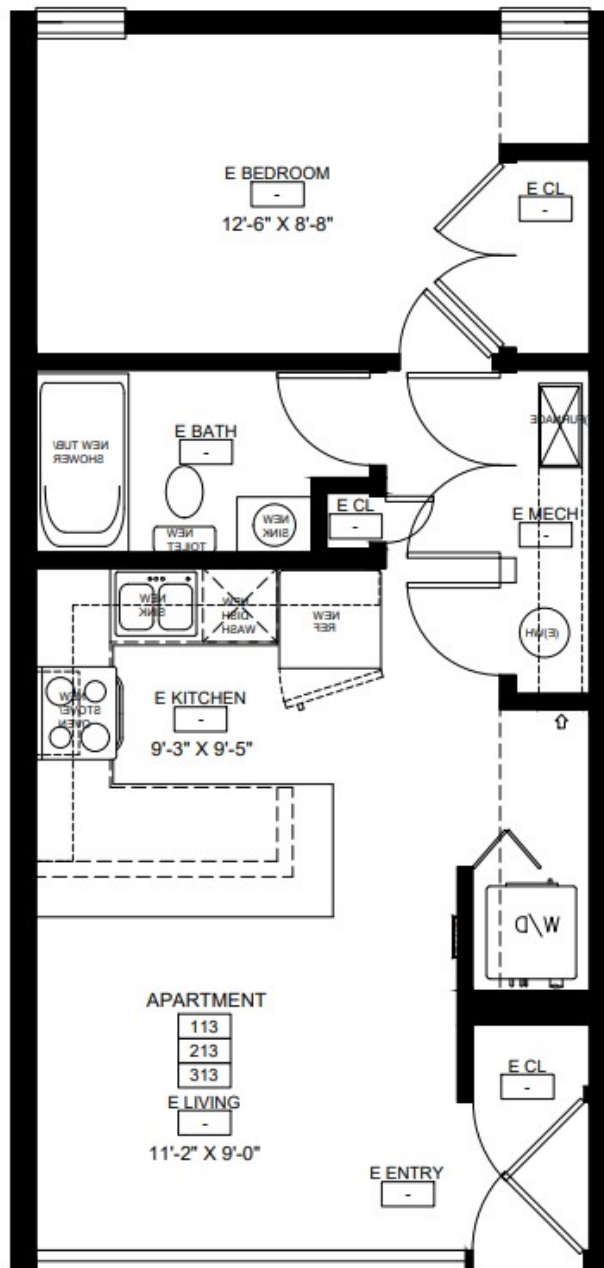 E BEDROOM
-
12'-6" X 8'-8"
E CL
-
NEW TUB/
SHOWER
E BATH
-
NEW
TOILET
NEW
SINK
E CL
-
(F)URNACE
E MECH
-
(E)WH
NEW
SINK
NEW
DISH
WASH
NEW
REF
NEW
STOVE/
OVEN
E KITCHEN
-
9'-3" X 9'-5"
W/D
APARTMENT
113
213
313
E LIVING
-
11'-2" X 9'-0"
E CL
-
E ENTRY
-